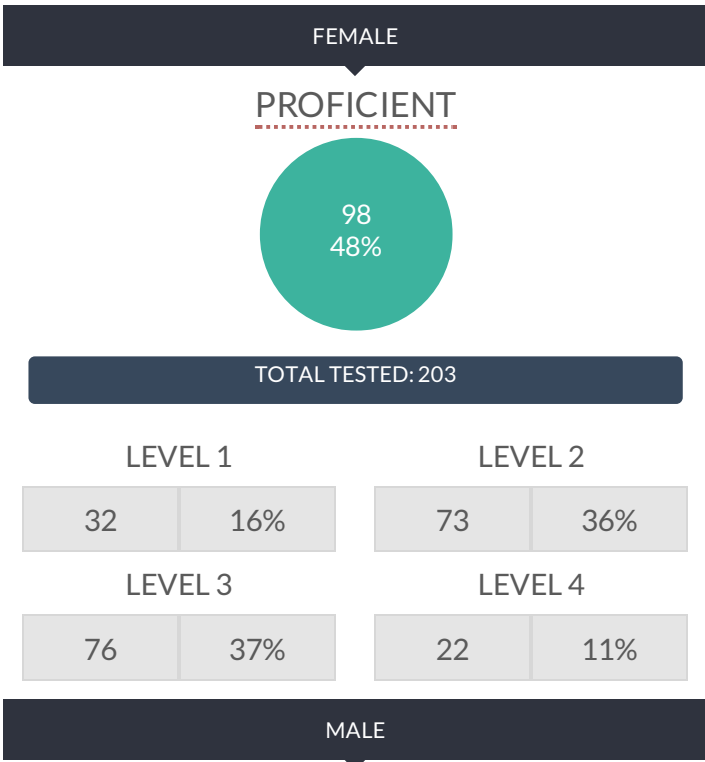 FEMALE
PROFICIENT
98
48%
TOTAL TESTED: 203
LEVEL 1
32 16%
LEVEL 2
73 36%
LEVEL 3
76 37%
LEVEL 4
22 11%
MALE